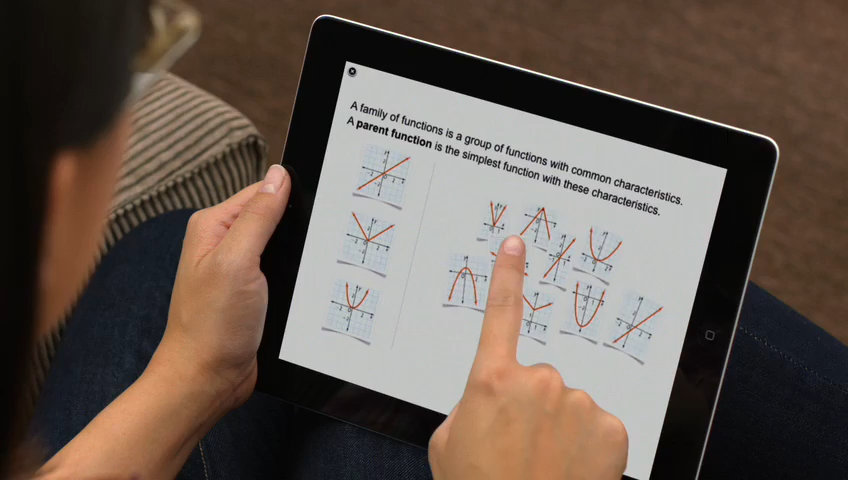 A family of functions is a group of functions with common characteristics.
A parent function is the simplest function with these characteristics.